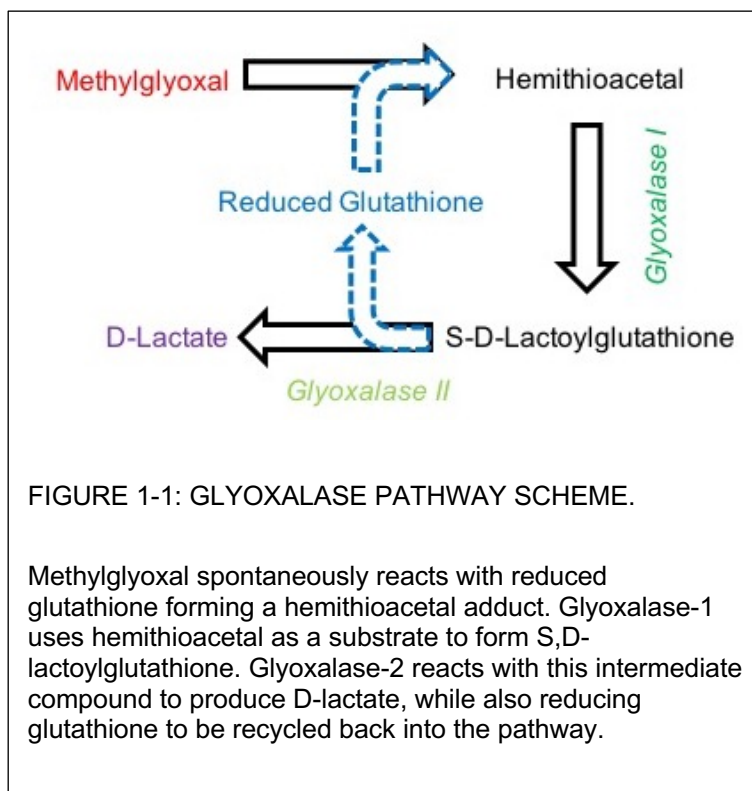 Methylglyoxal
Hemithioacetal
Glyoxalase I
Reduced Glutathione
D-Lactate
S-D-Lactoylglutathione
Glyoxalase II
FIGURE 1-1: GLYOXALASE PATHWAY SCHEME.
Methylglyoxal spontaneously reacts with reduced
glutathione forming a hemithioacetal adduct. Glyoxalase-1
uses hemithioacetal as a substrate to form S,D-
lactoylglutathione. Glyoxalase-2 reacts with this intermediate
compound to produce D-lactate, while also reducing
glutathione to be recycled back into the pathway.